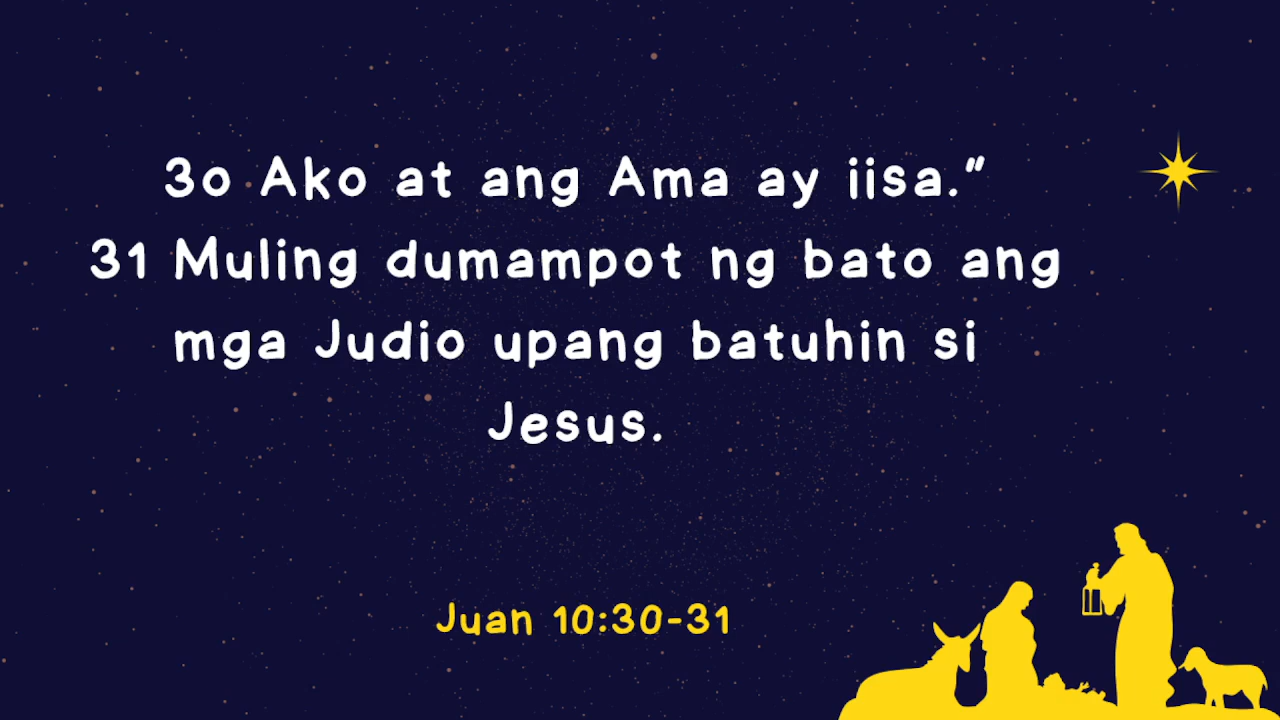 3o Ako at ang Ama ay iisa.”
31 Muling dumampot ng bato ang
mga Judio upang batuhin si
Jesus.
Juan 10:30-31